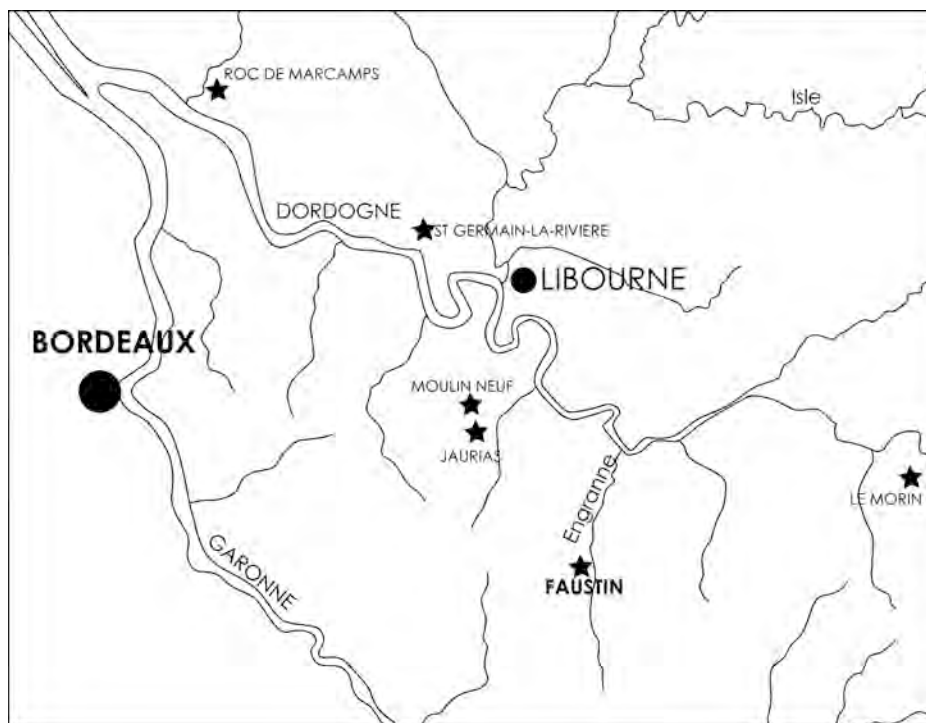 ROC DE MARCAMPS
Isle
DORDOGNE
ST GERMAIN-LA-RIVIERE
LIBOURNE
BORDEAUX
MOULIN NEUF
JAURIAS
LE MORIN
Engranne
GARONNE
FAUSTIN